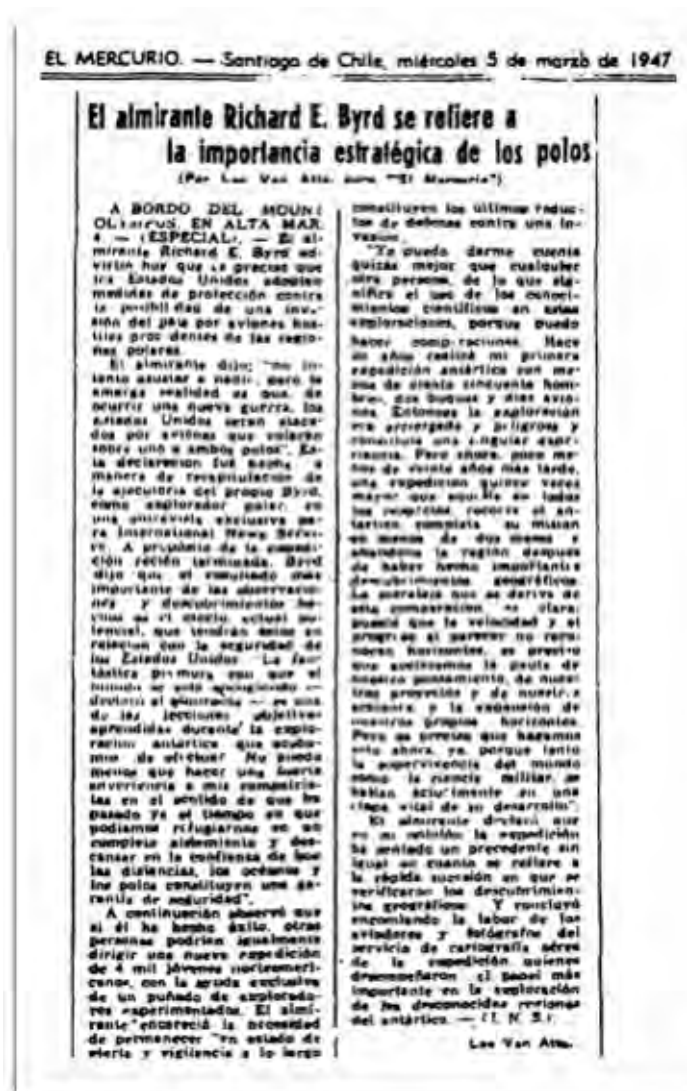 EL MERCURIO. — Santiago de Chile, miércoles 5 de marzo de 1947
El almirante Richard E. Byrd se refiere a
la importancia estratégica de los polos
(Por Lee Van Atta, para "El Mercurio")
A BORDO DEL MOUNT
OLYMPUS, EN ALTA MAR,
4. — (ESPECIAL). — El al-
mirante Richard E. Byrd ad-
virtió hoy que es preciso que
los Estados Unidos adopten
medidas de protección contra
la posibilidad de una inva-
sión del país por aviones hos-
tiles procedentes de las regio-
nes polares.
El almirante dijo: "no in-
tento asustar a nadie, pero la
amarga realidad es que, de
ocurrir una nueva guerra, los
Estados Unidos serán ataca-
dos por aviones que volarán
sobre uno o ambos polos". Es-
ta declaración fué hecha a
manera de recapitulación de
la ejecutoria del propio Byrd,
como explorador polar, en
una entrevista exclusiva pa-
ra International News Servi-
ce. A propósito de la expedi-
ción recién terminada, Byrd
dijo que el resultado más
importante de las observacio-
nes y descubrimientos he-
chos es el efecto actual po-
tencial, que tendrán
relación con la seguridad de
los Estados Unidos. "La fan-
tástica premura con que el
mundo se está
declaró el almirante — es una
de las lecciones objetivas
aprendidas durante la explo-
ración antártica que acaba-
mos de efectuar. No puedo
menos que hacer una fuerte
advertencia a mis compatrio-
tas en el sentido de que ha
pasado ya el tiempo en que
podíamos refugiarnos en un
completo aislamiento y des-
cansar en la confianza de que
las distancias, los océanos y
los polos constituyen una ga-
rantía de seguridad".
A continuación observó que
si él ha hecho éxito, otras
personas podrían igualmente
dirigir una nueva expedición
de 4 mil jóvenes norteameri-
canos, con la ayuda exclusiva
de un puñado de explorado-
res experimentados. El almi-
rante encareció la necesidad
de permanecer "en estado de
alerta y vigilancia a lo largo
constituyen los últimos reduc-
tos de defensa contra una in-
vasión.
"Yo puedo darme cuenta
quizás mejor que cualquier
otra persona, de lo que sig-
nifica el uso de los conoci-
mientos científicos en estas
exploraciones, porque puedo
hacer comparaciones. Hace
20 años realicé mi primera
expedición antártica con me-
nos de ciento cincuenta hom-
bres, dos buques y diez avio-
nes. Entonces la exploración
era arriesgada y peligrosa y
constituía una singular expe-
riencia. Pero ahora, poco me-
nos de veinte años más tarde,
una expedición quince veces
mayor que aquélla en todos
los respectos, recorre el an-
tártico, completa su misión
en menos de dos meses y
abandona la región después
de haber hecho importantes
descubrimientos geográficos.
La moraleja que se deriva de
esta comparación es clara:
puesto que la velocidad y el
progreso al parecer no reco-
nocen horizontes, es preciso
que aceleremos la pauta de
nuestro pensamiento, de nues-
tros proyectos y de nuestras
acciones y la expansión de
nuestros propios horizontes.
Pero es preciso que hagamos
esto ahora, ya, porque tanto
la supervivencia del mundo
como la ciencia militar, se
hallan actualmente en una
etapa vital de su desarrollo".
El almirante declaró que
en su opinión la expedición
ha sentado un precedente sin
igual en cuanto se refiere a
la rápida sucesión en que se
verificaron los descubrimien-
tos geográficos. Y concluyó
encomiando la labor de los
aviadores y fotógrafos del
servicio de cartografía aérea
de la expedición quienes
desempeñaron el papel más
importante en la exploración
de las desconocidas regiones
del antártico. — (I. N. S.)
Lee Van Atta.